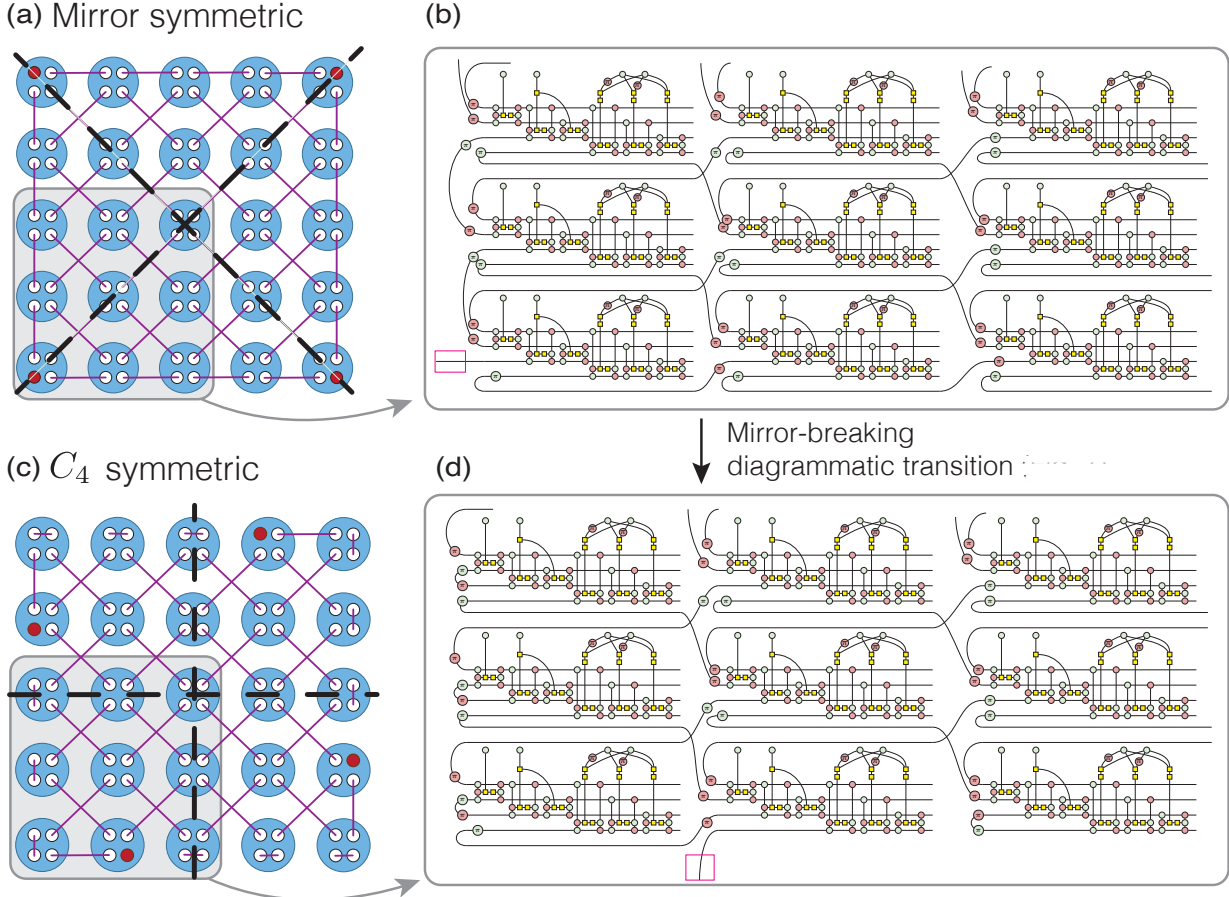 (a) Mirror symmetric
(b)
Mirror-breaking
diagrammatic transition
(c) C₄ symmetric
(d)